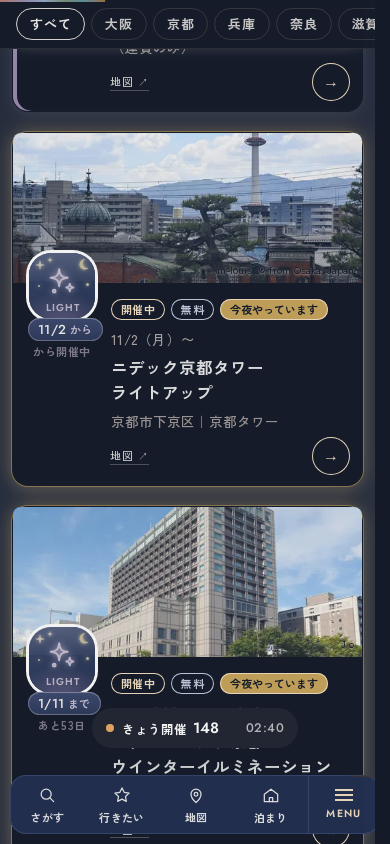 すべて
大阪
京都
兵庫
奈良
滋賀
地図 ↗
→
LIGHT
11/2 から
から開催中
開催中
無料
今夜やっています
11/2（月）〜
ニデック京都タワー
ライトアップ
京都市下京区｜京都タワー
地図 ↗
→
LIGHT
1/11 まで
あと53日
開催中
無料
今夜やっています
きょう開催 148
02:40
ウインターイルミネーション
さがす
行きたい
地図
泊まり
MENU